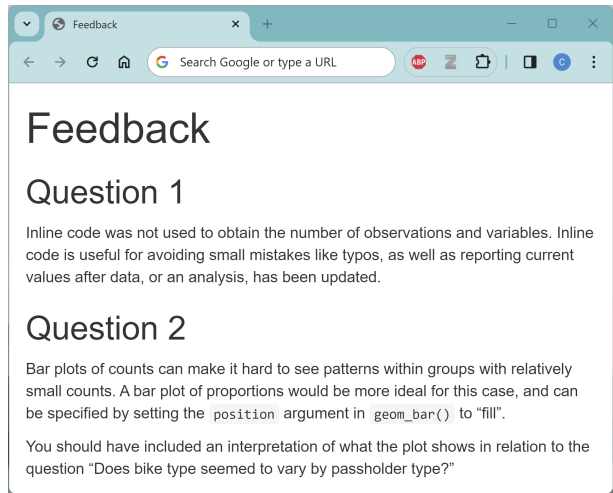 Feedback
Search Google or type a URL
ABP
Z
C
Feedback
Question 1
Inline code was not used to obtain the number of observations and variables. Inline
code is useful for avoiding small mistakes like typos, as well as reporting current
values after data, or an analysis, has been updated.
Question 2
Bar plots of counts can make it hard to see patterns within groups with relatively
small counts. A bar plot of proportions would be more ideal for this case, and can
be specified by setting the position argument in geom_bar() to “fill”.
You should have included an interpretation of what the plot shows in relation to the
question “Does bike type seemed to vary by passholder type?”